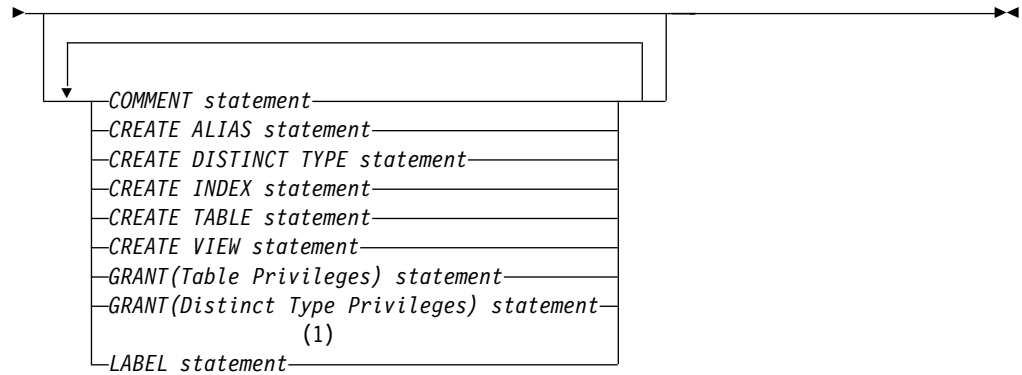 COMMENT statement
CREATE ALIAS statement
CREATE DISTINCT TYPE statement
CREATE INDEX statement
CREATE TABLE statement
CREATE VIEW statement
GRANT(Table Privileges) statement
GRANT(Distinct Type Privileges) statement
(1)
LABEL statement